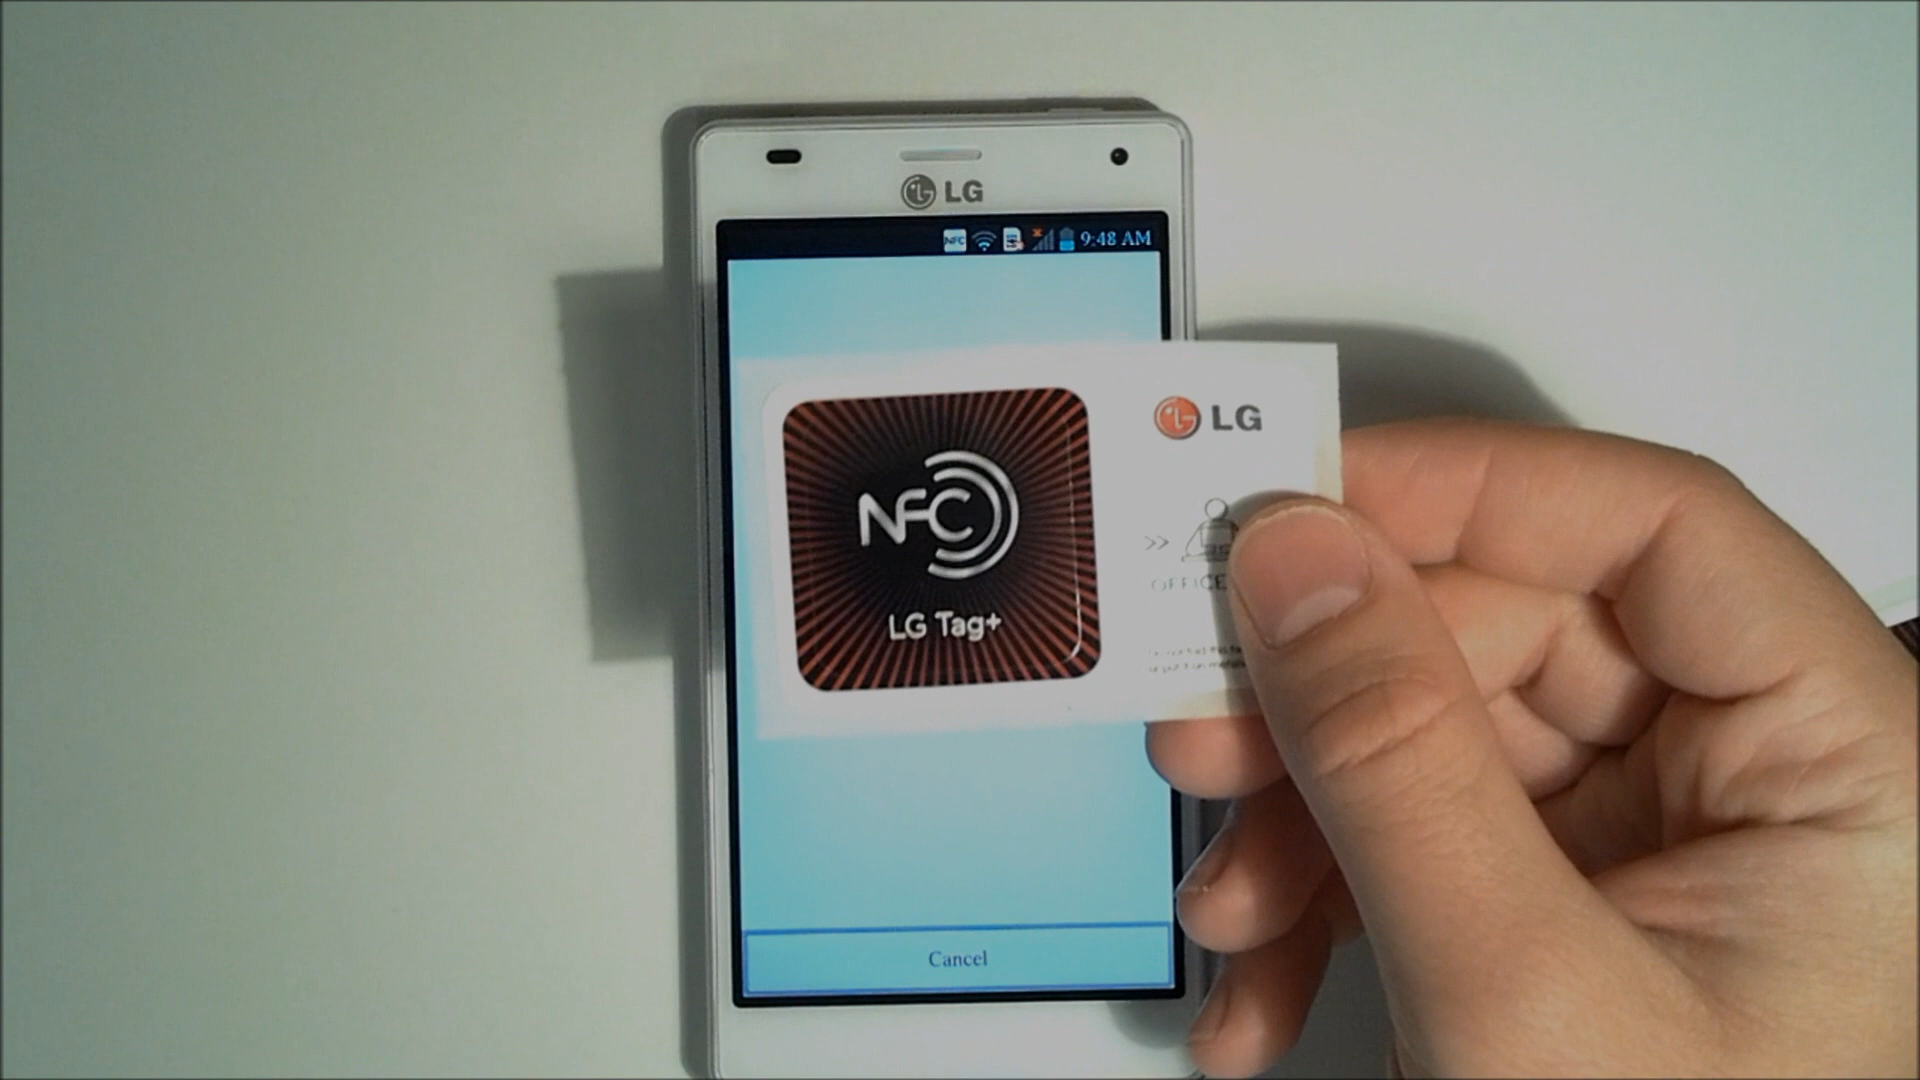 LG
NFC 9:48 AM
LG
NFC
LG Tag+
>> OFFICE
Cancel